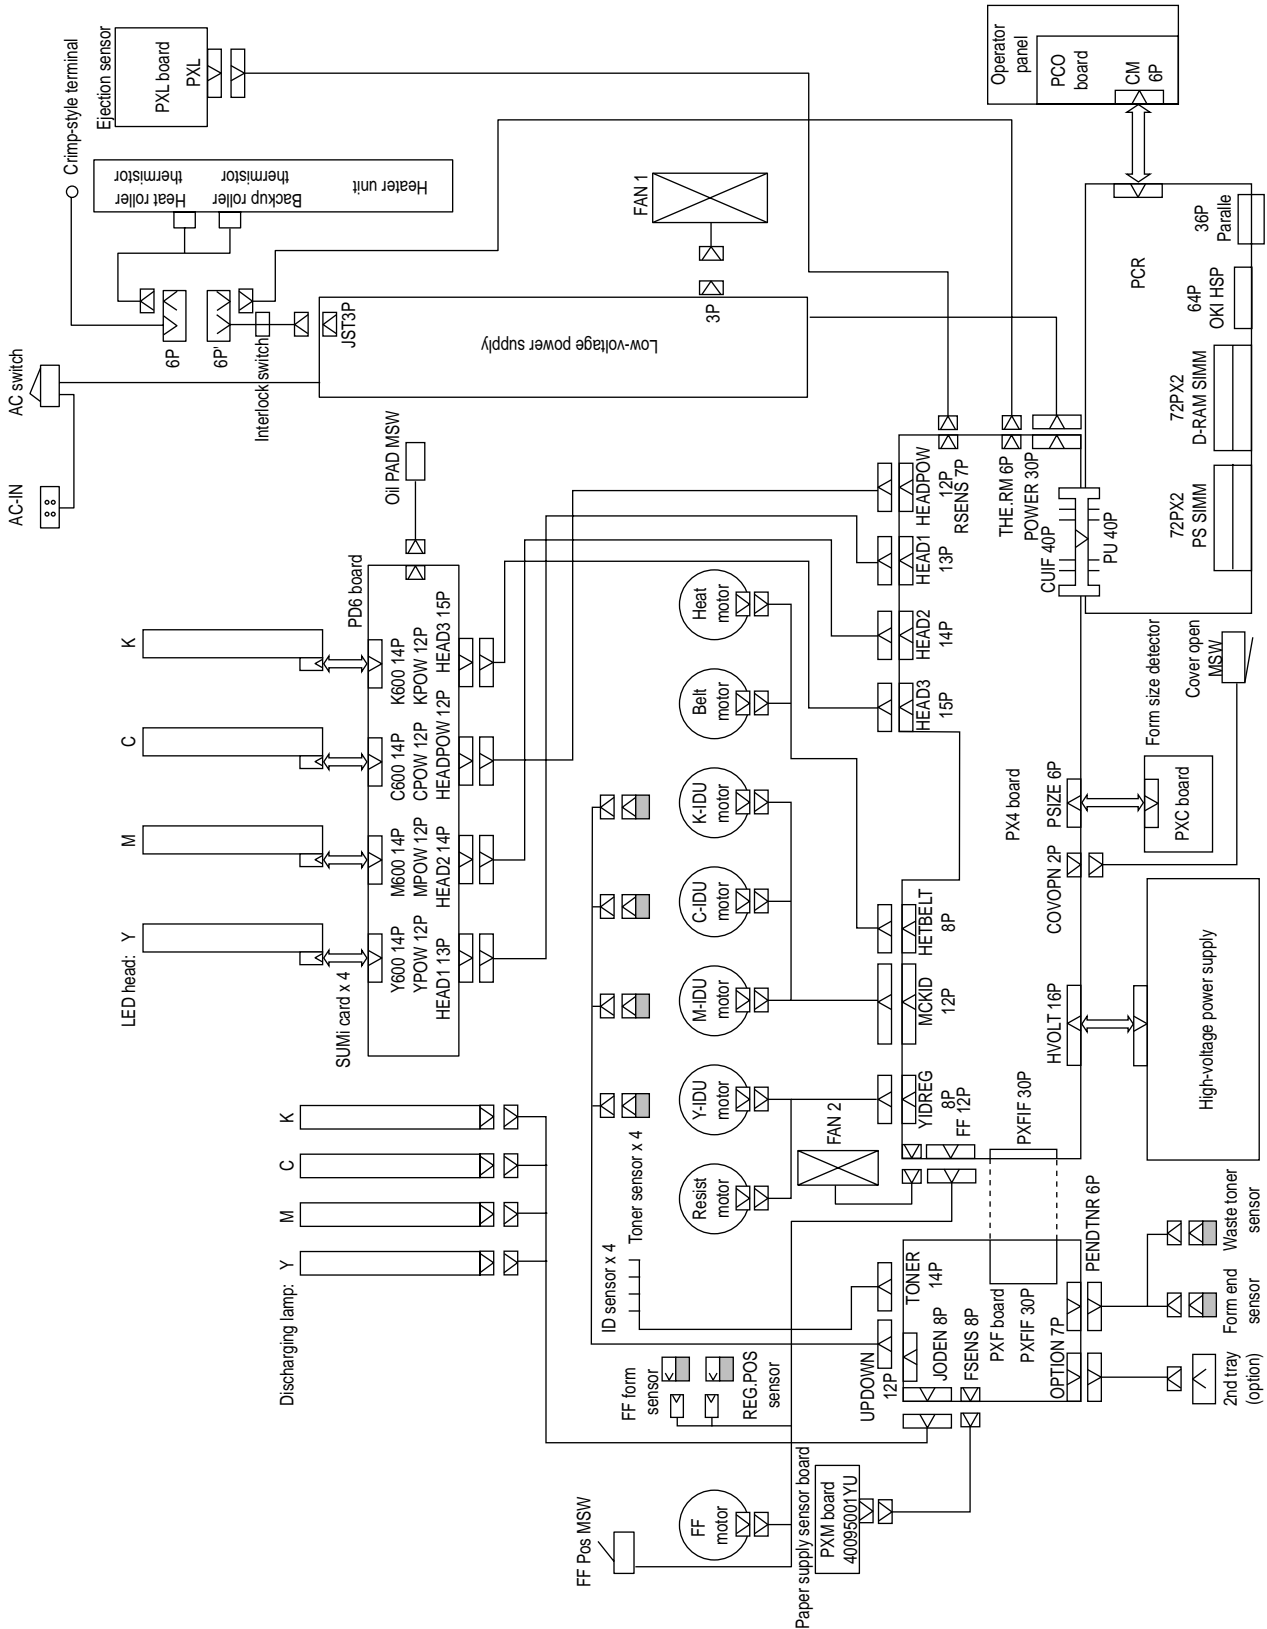 AC-IN
AC switch
Crimp-style terminal
Ejection sensor
PXL board
PXL
Heat roller
thermistor
Backup roller
thermistor
Heater unit
6P
6P'
Interlock switch
JST3P
Low-voltage power supply
3P
FAN 1
Operator
panel
PCO
board
CM
6P
LED head:
Y
M
C
K
SUMi card x 4
PD6 board
Oil PAD MSW
Y600 14P
YPOW 12P
HEAD1 13P
M600 14P
MPOW 12P
HEAD2 14P
C600 14P
CPOW 12P
HEADPOW 12P
K600 14P
KPOW 12P
HEAD3 15P
Discharging lamp:
Y
M
C
K
ID sensor x 4
Toner sensor x 4
FF Pos MSW
FF
motor
FF form
sensor
REG.POS
sensor
Resist
motor
Y-IDU
motor
M-IDU
motor
C-IDU
motor
K-IDU
motor
Belt
motor
Heat
motor
Paper supply sensor board
PXM board
40095001YU
FAN 2
UPDOWN
12P
TONER
14P
JODEN 8P
FSENS 8P
PXF board
PXFIF 30P
OPTION 7P
PENDTNR 6P
2nd tray
(option)
Form end
sensor
Waste toner
sensor
YIDREG
8P
FF 12P
PXFIF 30P
MCKID
12P
HETBELT
8P
HEAD3
15P
HEAD2
14P
HEAD1
13P
HEADPOW
12P
RSENS 7P
THE.RM 6P
POWER 30P
CUIF 40P
PU 40P
PX4 board
HVOLT 16P
COVOPN 2P
PSIZE 6P
High-voltage power supply
PXC board
Form size detector
Cover open
MSW
PCR
72PX2
PS SIMM
72PX2
D-RAM SIMM
64P
OKI HSP
36P
Paralle